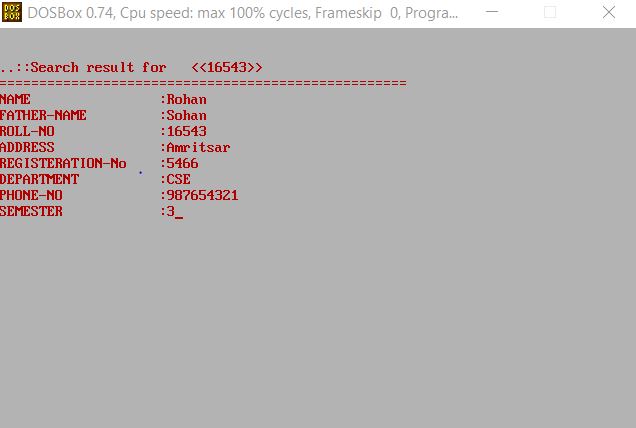 DOS BOX DOSBox 0.74, Cpu speed: max 100% cycles, Frameskip 0, Progra...
..::Search result for <<16543>>
====================================================
NAME :Rohan
FATHER-NAME :Sohan
ROLL-NO :16543
ADDRESS :Amritsar
REGISTERATION-No :5466
DEPARTMENT :CSE
PHONE-NO :987654321
SEMESTER :3_